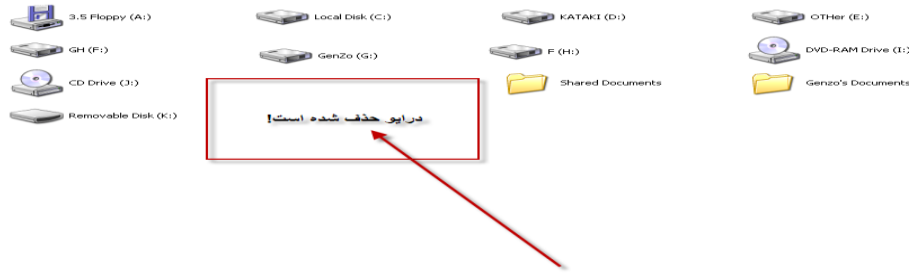 3.5 Floppy (A:)
Local Disk (C:)
KATAKI (D:)
OTHer (E:)
GH (F:)
GenZo (G:)
F (H:)
DVD-RAM Drive (I:)
CD Drive (J:)
Shared Documents
Genzo's Documents
Removable Disk (K:)
درایو حذف شده است!